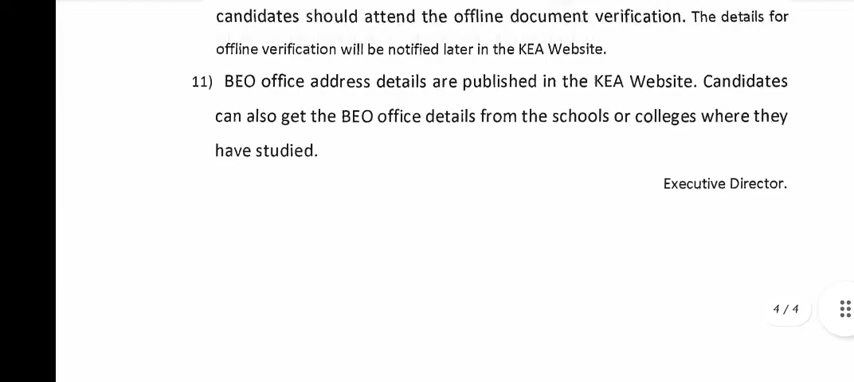 candidates should attend the offline document verification. The details for
offline verification will be notified later in the KEA Website.
11) BEO office address details are published in the KEA Website. Candidates
can also get the BEO office details from the schools or colleges where they
have studied.
Executive Director.
4 / 4